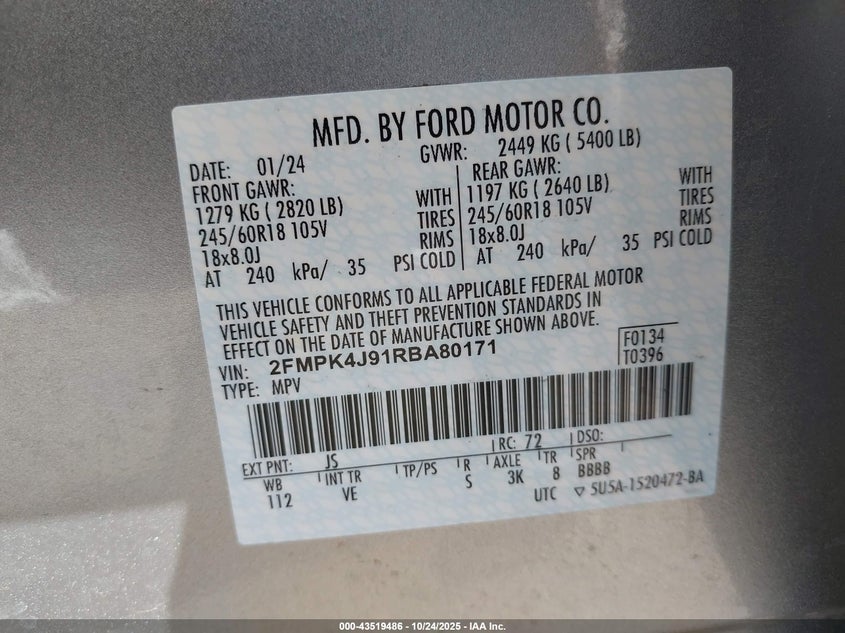 MFD. BY FORD MOTOR CO.
DATE: 01/24
GVWR: 2449 KG ( 5400 LB)
FRONT GAWR:
1279 KG ( 2820 LB) WITH
245/60R18 105V TIRES
18x8.0J RIMS
AT 240 kPa/ 35 PSI COLD
REAR GAWR:
1197 KG ( 2640 LB) WITH
245/60R18 105V TIRES
18x8.0J RIMS
AT 240 kPa/ 35 PSI COLD
THIS VEHICLE CONFORMS TO ALL APPLICABLE FEDERAL MOTOR
VEHICLE SAFETY AND THEFT PREVENTION STANDARDS IN
EFFECT ON THE DATE OF MANUFACTURE SHOWN ABOVE.
VIN: 2FMPK4J91RBA80171
TYPE: MPV
F0134
T0396
EXT PNT: JS RC: 72 DSO:
WB INT TR TP/PS R AXLE TR SPR
112 VE S 3K 8 BBBB
UTC ▽ 5U5A-1520472-BA
000-43519486 - 10/24/2025 - IAA Inc.